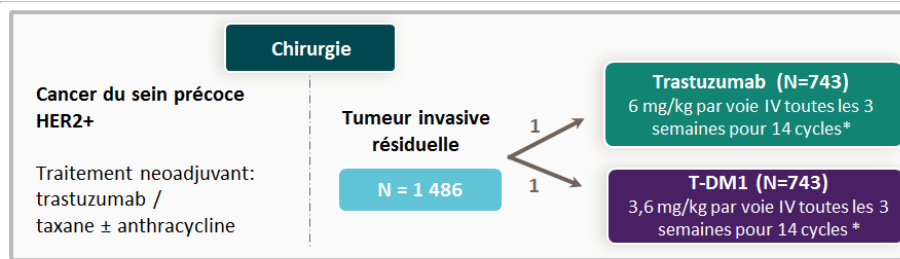 Chirurgie
Cancer du sein précoce
HER2+
Traitement neoadjuvant:
trastuzumab /
taxane ± anthracycline
Tumeur invasive
résiduelle
N = 1 486
1
1
Trastuzumab (N=743)
6 mg/kg par voie IV toutes les 3
semaines pour 14 cycles*
T-DM1 (N=743)
3,6 mg/kg par voie IV toutes les 3
semaines pour 14 cycles *